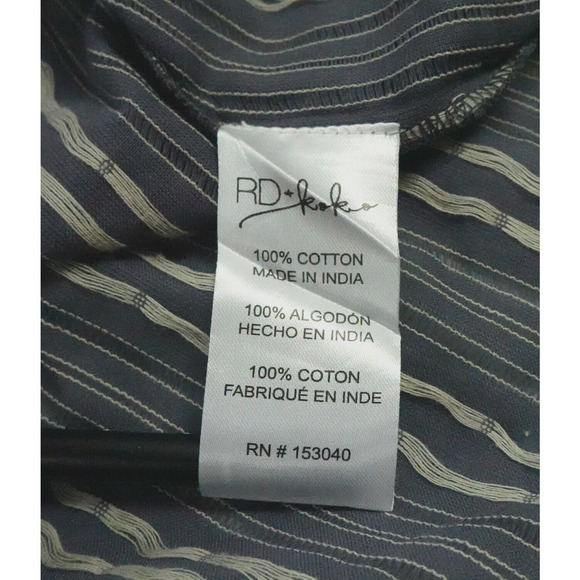 RD+koko
100% COTTON
MADE IN INDIA
100% ALGODÓN
HECHO EN INDIA
100% COTON
FABRIQUÉ EN INDE
RN # 153040